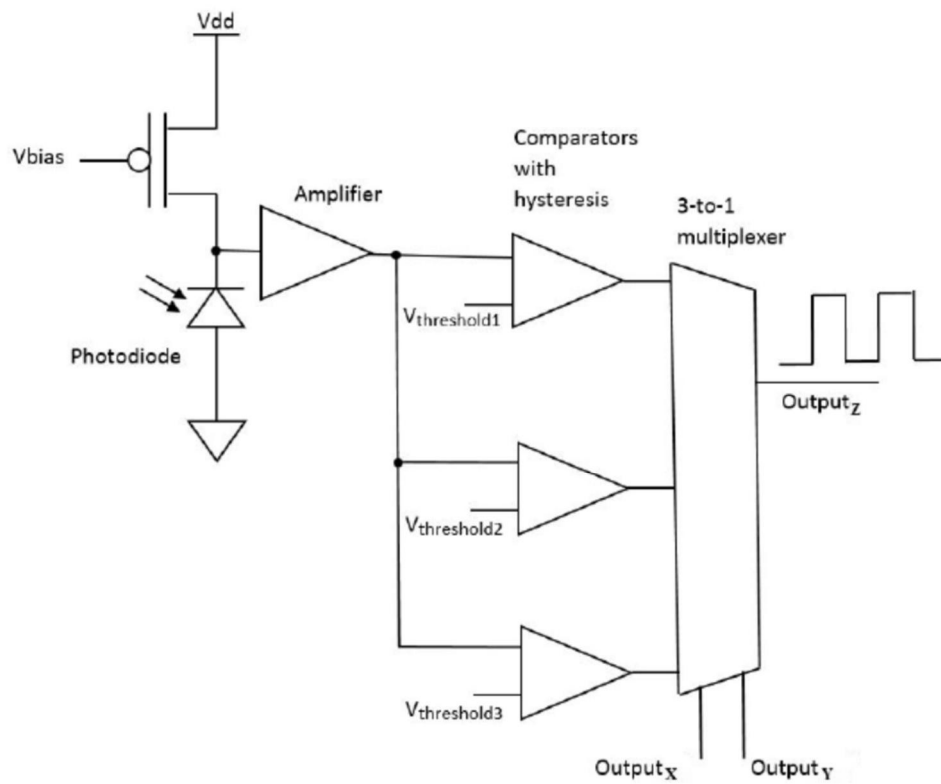 Vdd
Vbias
Amplifier
Comparators
with
hysteresis
3-to-1
multiplexer
Photodiode
Vthreshold1
OutputZ
Vthreshold2
Vthreshold3
OutputX
OutputY